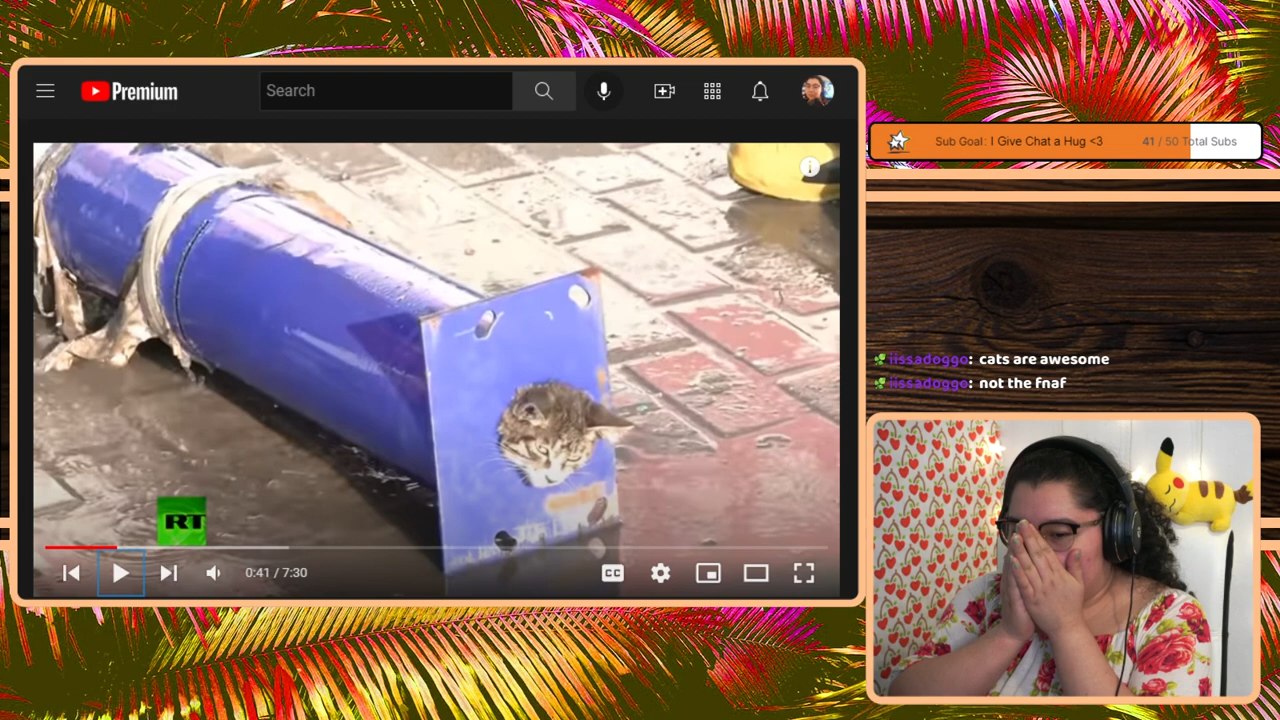 Premium
Search
Sub Goal: I Give Chat a Hug <3
41 / 50 Total Subs
iissadoggo: cats are awesome
iissadoggo: not the fnaf
RT
0:41 / 7:30
CC